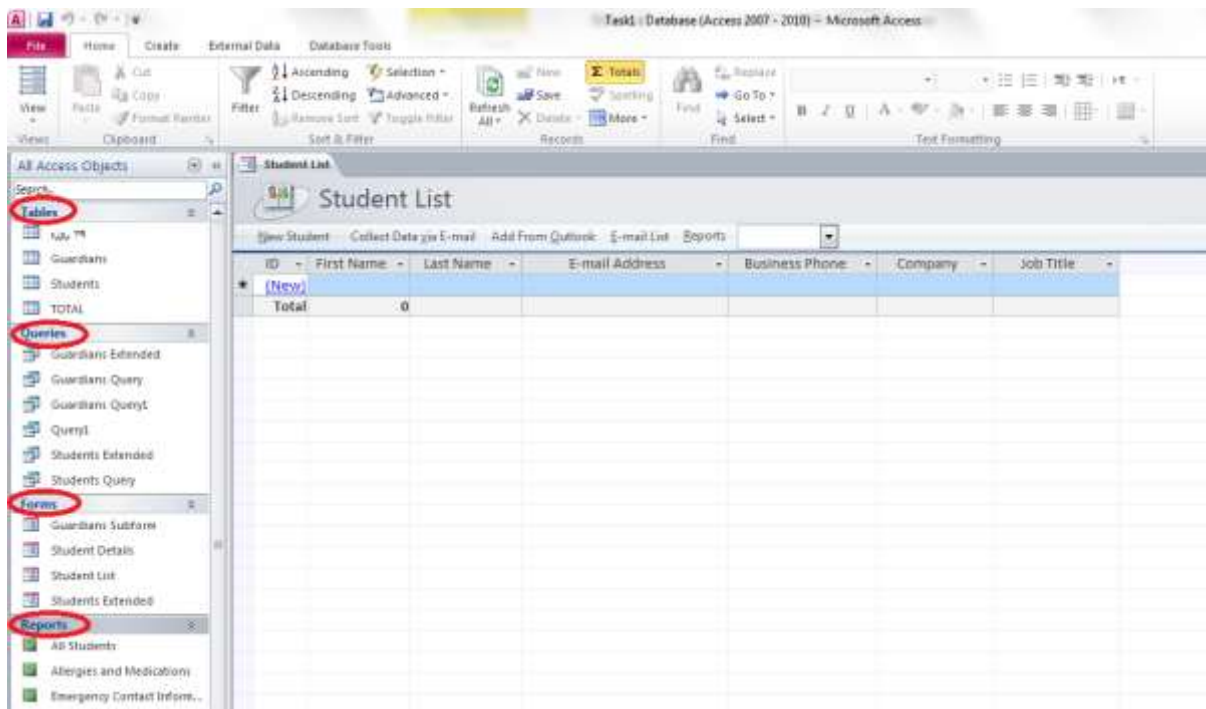 Task1 : Database (Access 2007 - 2010) - Microsoft Access
File Home Create External Data Database Tools
View
Views
Paste
Cut
Copy
Format Painter
Clipboard
Filter
Ascending
Descending
Remove Sort
Selection
Advanced
Toggle Filter
Sort & Filter
Refresh All
New
Save
Delete
Totals
Spelling
More
Records
Find
Replace
Go To
Select
Find
B I U A
Text Formatting
All Access Objects
Search..
Tables
Guardians
Students
TOTAL
Queries
Guardians Extended
Guardians Query
Guardians Query1
Query1
Students Extended
Students Query
Forms
Guardians Subform
Student Details
Student List
Students Extended
Reports
All Students
Allergies and Medications
Emergency Contact Inform...
Student List
Student List
New Student Collect Data via E-mail Add From Outlook E-mail List Reports
ID First Name Last Name E-mail Address Business Phone Company Job Title
* (New)
Total 0